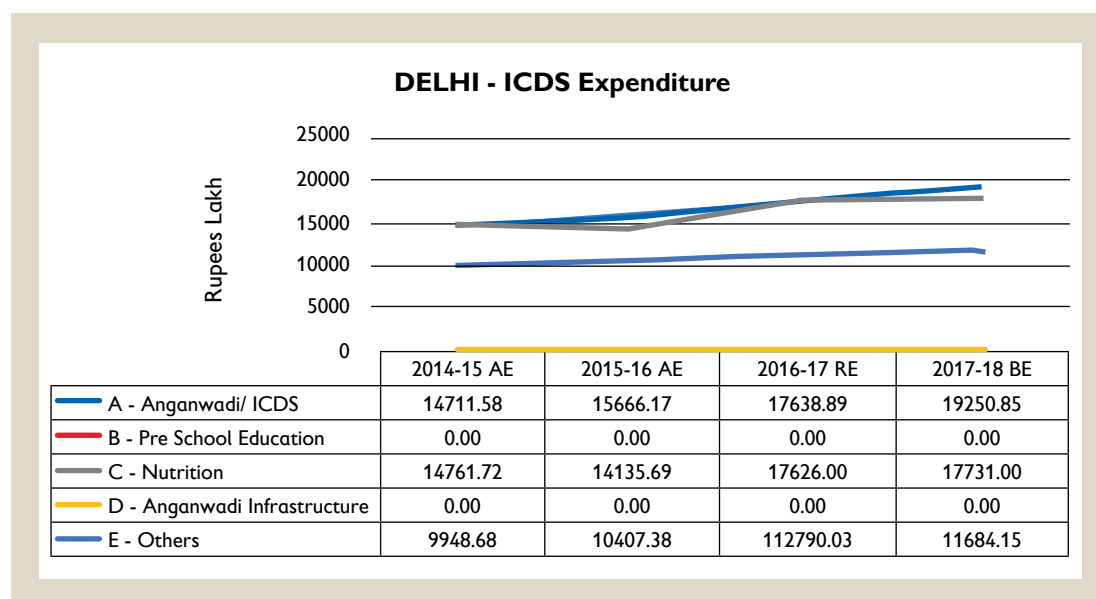 DELHI - ICDS Expenditure
Rupees Lakh
25000
20000
15000
10000
5000
0
2014-15 AE 2015-16 AE 2016-17 RE 2017-18 BE
A - Anganwadi/ ICDS 14711.58 15666.17 17638.89 19250.85
B - Pre School Education 0.00 0.00 0.00 0.00
C - Nutrition 14761.72 14135.69 17626.00 17731.00
D - Anganwadi Infrastructure 0.00 0.00 0.00 0.00
E - Others 9948.68 10407.38 112790.03 11684.15